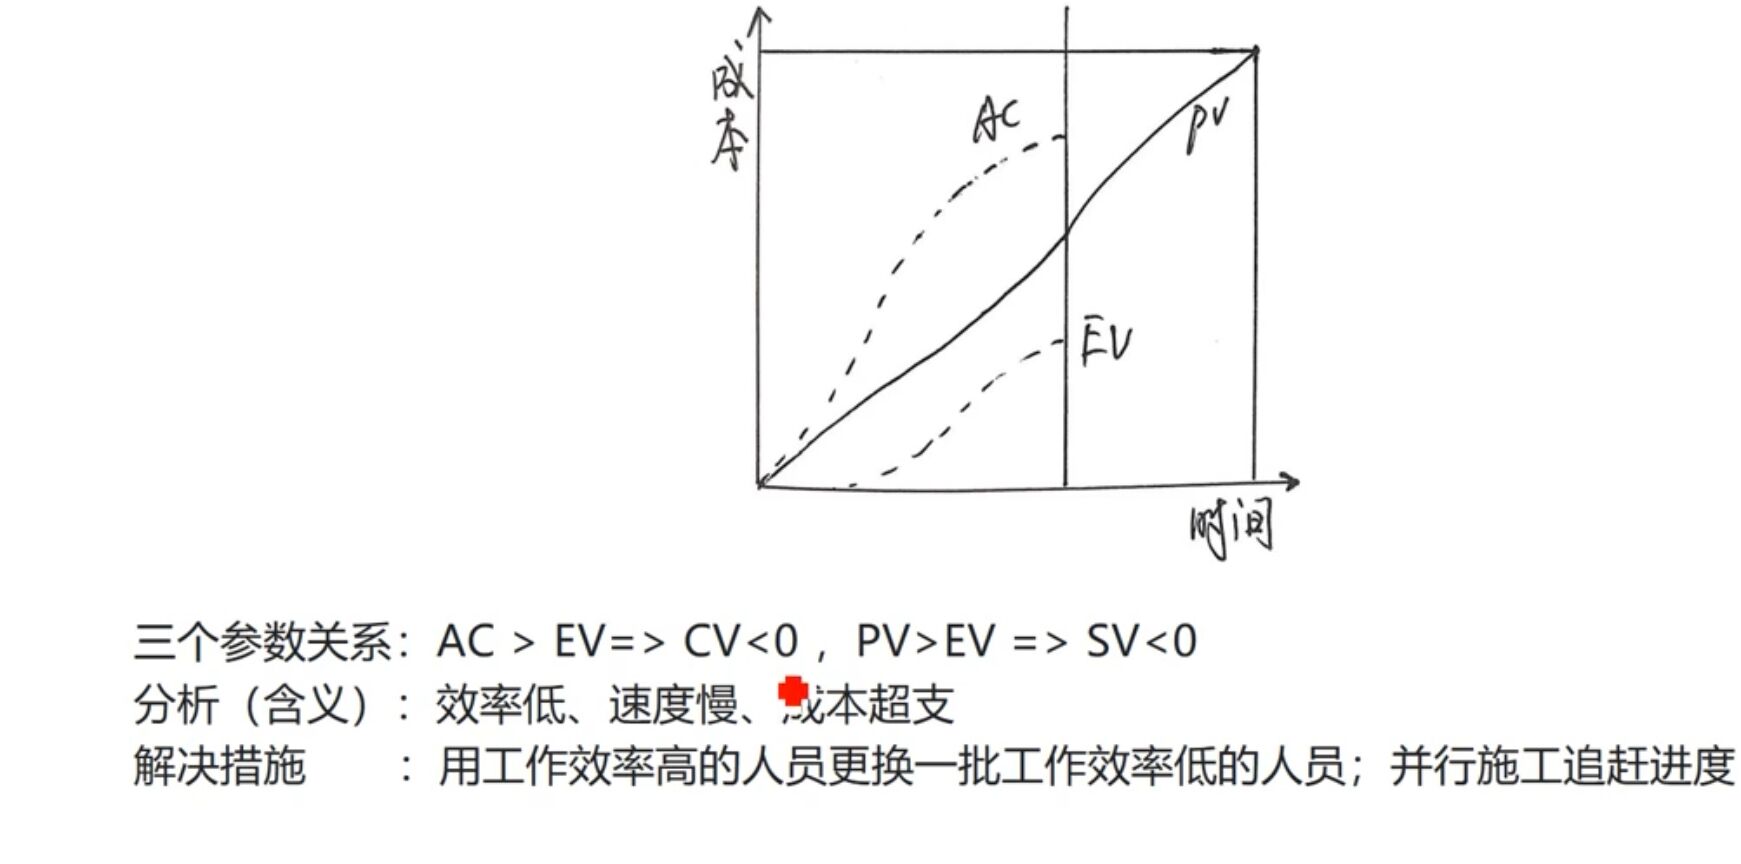 成本
AC
PV
EV
时间
三个参数关系：AC > EV=> CV<0 ，PV>EV => SV<0
分析（含义）：效率低、速度慢、成本超支
解决措施 ：用工作效率高的人员更换一批工作效率低的人员；并行施工追赶进度